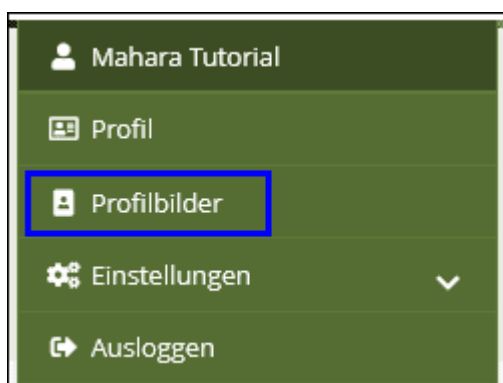 Mahara Tutorial
Profil
Profilbilder
Einstellungen
Ausloggen